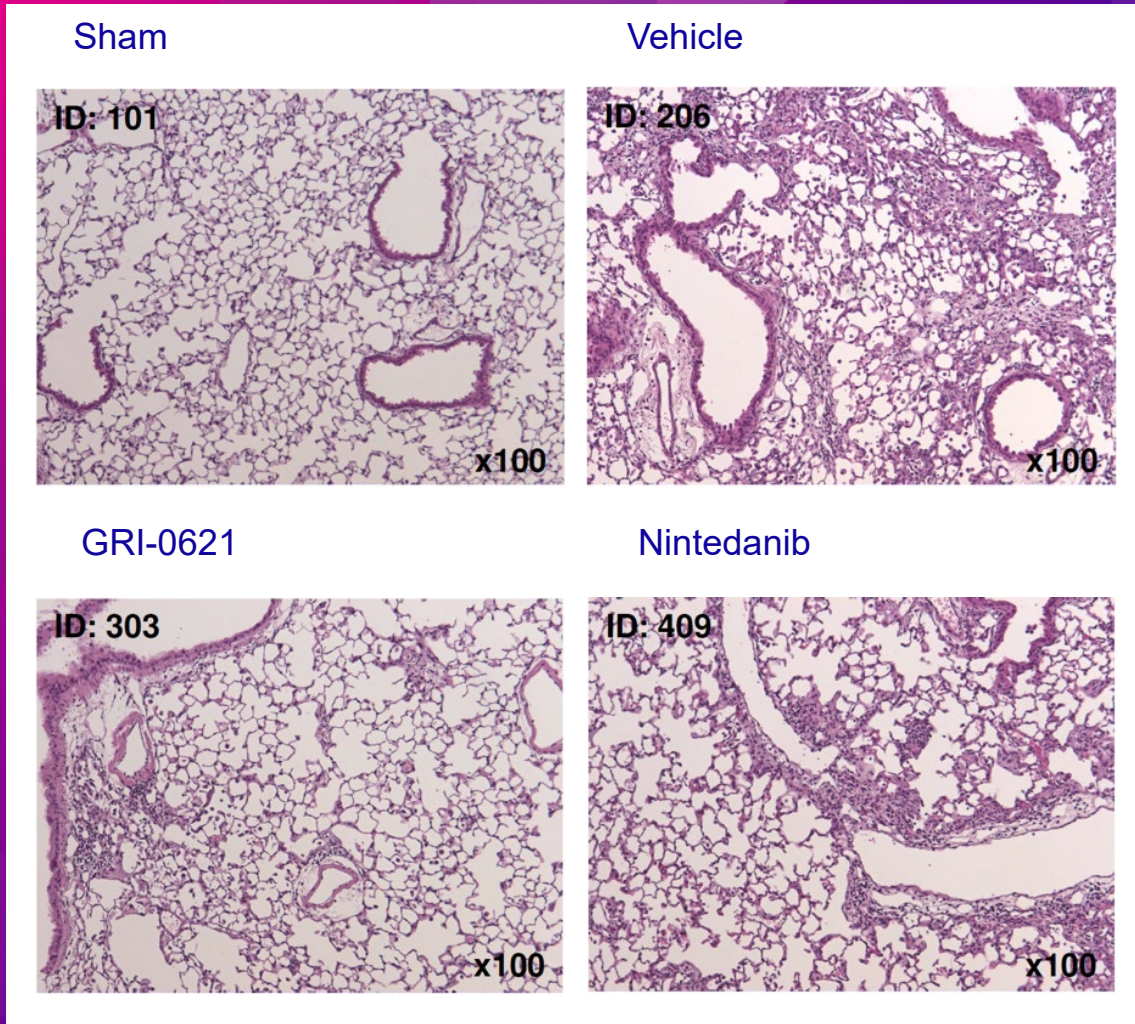 Sham
Vehicle
ID: 101
ID: 206
x100
x100
GRI-0621
Nintedanib
ID: 303
ID: 409
x100
x100